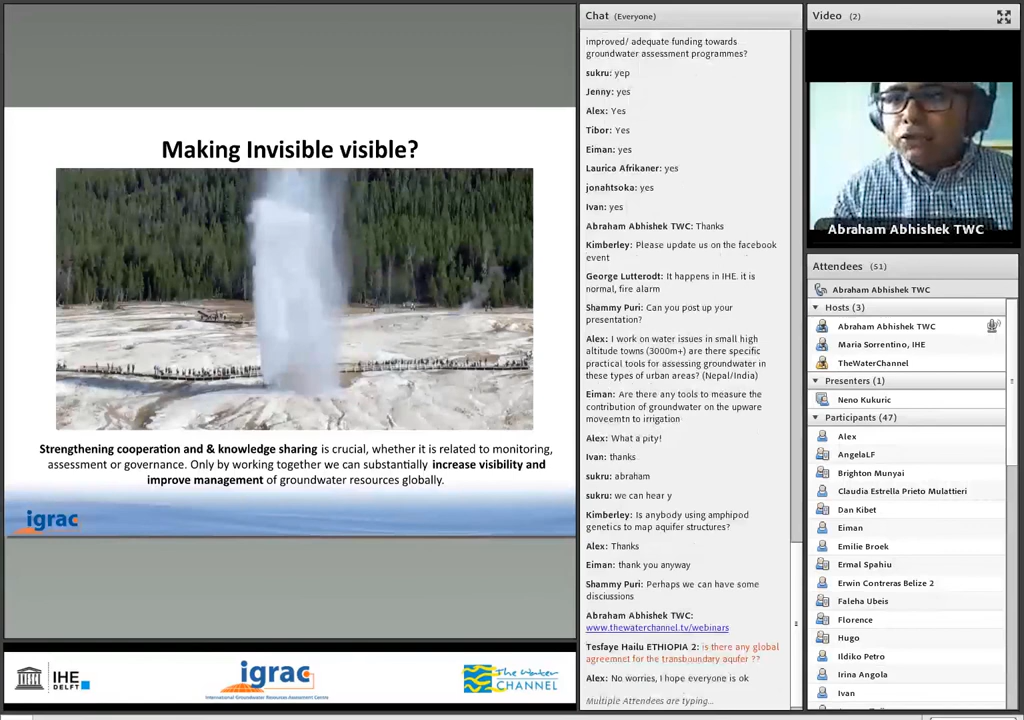 Making Invisible visible?
Strengthening cooperation and & knowledge sharing is crucial, whether it is related to monitoring,
assessment or governance. Only by working together we can substantially increase visibility and
improve management of groundwater resources globally.
igrac
IHE
DELFT
igrac
International Groundwater Resources Assessment Centre
The Water
CHANNEL
Chat (Everyone)
improved/ adequate funding towards
groundwater assessment programmes?
sukru: yep
Jenny: yes
Alex: Yes
Tibor: Yes
Eiman: yes
Laurica Afrikaner: yes
jonahtsoka: yes
Ivan: yes
Abraham Abhishek TWC: Thanks
Kimberley: Please update us on the facebook
event
George Lutterodt: It happens in IHE. it is
normal, fire alarm
Shammy Puri: Can you post up your
presentation?
Alex: I work on water issues in small high
altitude towns (3000m+) are there specific
practical tools for assessing groundwater in
these types of urban areas? (Nepal/India)
Eiman: Are there any tools to measure the
contribution of groundwater on the upware
moveemtn to irrigation
Alex: What a pity!
Ivan: thanks
sukru: abraham
sukru: we can hear y
Kimberley: Is anybody using amphipod
genetics to map aquifer structures?
Alex: Thanks
Eiman: thank you anyway
Shammy Puri: Perhaps we can have some
disciussions
Abraham Abhishek TWC:
www.thewaterchannel.tv/webinars
Tesfaye Hailu ETHIOPIA 2: is there any global
agreemnet for the transboundary aqufer ??
Alex: No worries, I hope everyone is ok
Multiple Attendees are typing...
Video (2)
Abraham Abhishek TWC
Attendees (51)
Abraham Abhishek TWC
Hosts (3)
Abraham Abhishek TWC
Maria Sorrentino, IHE
TheWaterChannel
Presenters (1)
Neno Kukuric
Participants (47)
Alex
AngelaLF
Brighton Munyai
Claudia Estrella Prieto Mulattieri
Dan Kibet
Eiman
Emilie Broek
Ermal Spahiu
Erwin Contreras Belize 2
Faleha Ubeis
Florence
Hugo
Ildiko Petro
Irina Angola
Ivan